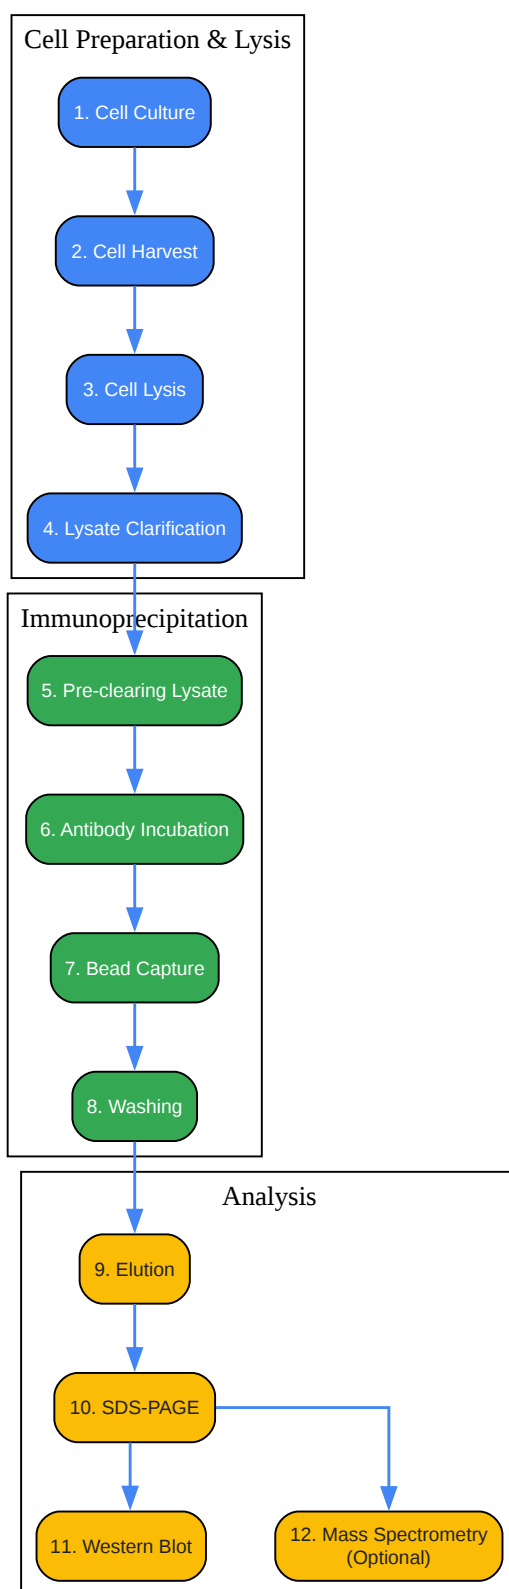 Cell Preparation & Lysis
1. Cell Culture
2. Cell Harvest
3. Cell Lysis
4. Lysate Clarification
Immunoprecipitation
5. Pre-clearing Lysate
6. Antibody Incubation
7. Bead Capture
8. Washing
Analysis
9. Elution
10. SDS-PAGE
11. Western Blot
12. Mass Spectrometry
(Optional)